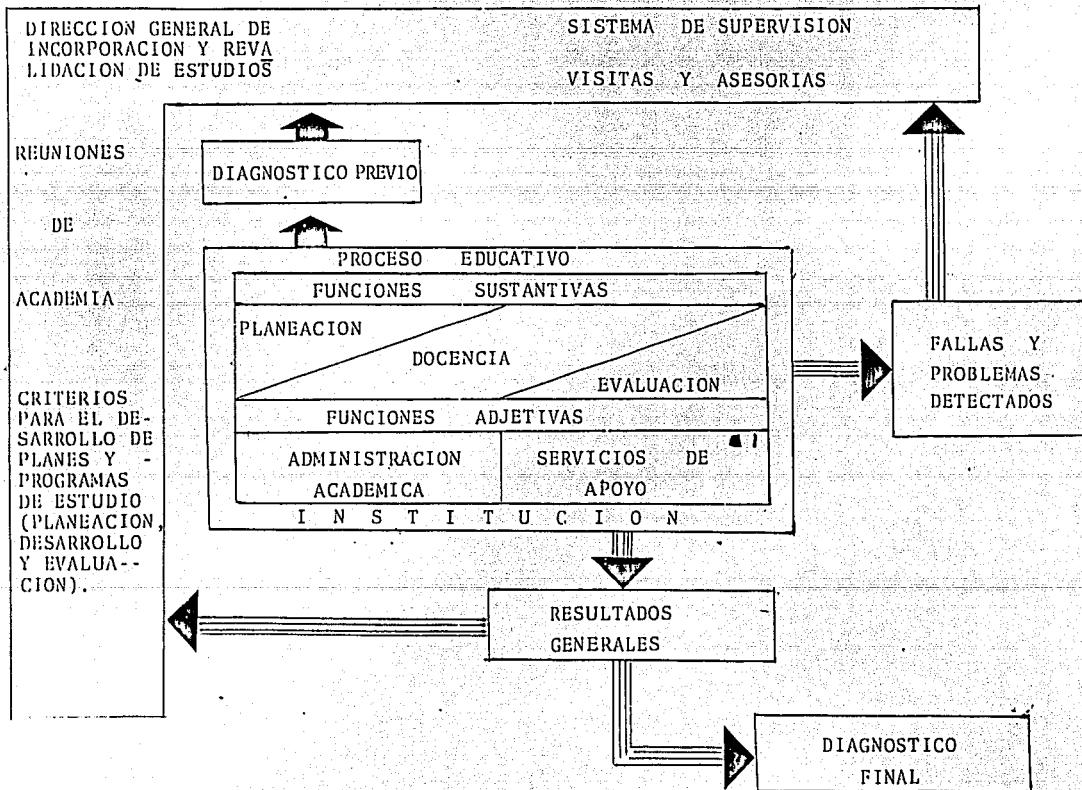 DIRECCION GENERAL DE
INCORPORACION Y REVA
LIDACION DE ESTUDIOS
SISTEMA DE SUPERVISION
VISITAS Y ASESORIAS
REUNIONES
DE
ACADEMIA
CRITERIOS
PARA EL DE-
SARROLLO DE
PLANES Y -
PROGRAMAS
DE ESTUDIO
(PLANEACION,
DESARROLLO
Y EVALUA--
CION).
DIAGNOSTICO PREVIO
PROCESO EDUCATIVO
FUNCIONES SUSTANTIVAS
PLANEACION
DOCENCIA
EVALUACION
FUNCIONES ADJETIVAS
ADMINISTRACION
ACADEMICA
SERVICIOS DE
APOYO
I N S T I T U C I O N
FALLAS Y
PROBLEMAS
DETECTADOS
RESULTADOS
GENERALES
DIAGNOSTICO
FINAL